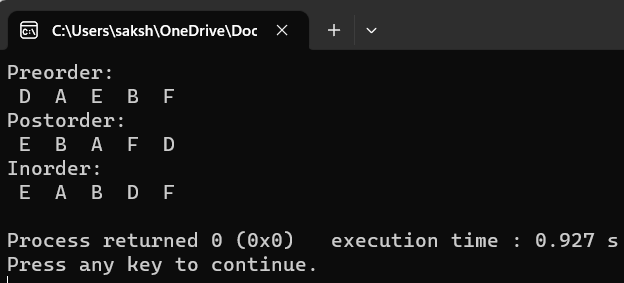 C:\Users\saksh\OneDrive\Doc
Preorder:
D A E B F
Postorder:
E B A F D
Inorder:
E A B D F
Process returned 0 (0x0) execution time : 0.927 s
Press any key to continue.